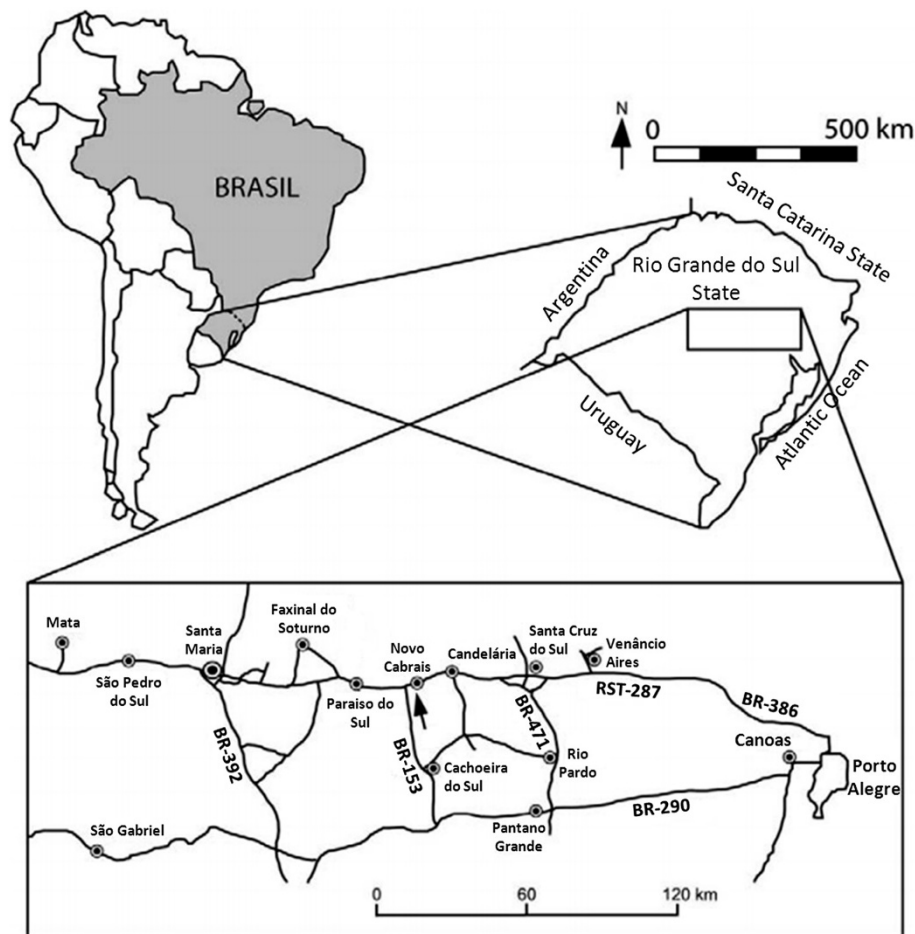 BRASIL
N
0 500 km
Santa Catarina State
Argentina
Rio Grande do Sul
State
Uruguay
Atlantic Ocean
Mata
Santa
Maria
Faxinal do
Soturno
Novo
Cabrais
Candelária
Santa Cruz
do Sul
Venâncio
Aires
São Pedro
do Sul
Paraiso do
Sul
RST-287
BR-386
BR-392
BR-153
BR-471
Cachoeira
do Sul
Rio
Pardo
Canoas
Porto
Alegre
BR-290
São Gabriel
Pantano
Grande
0 60 120 km